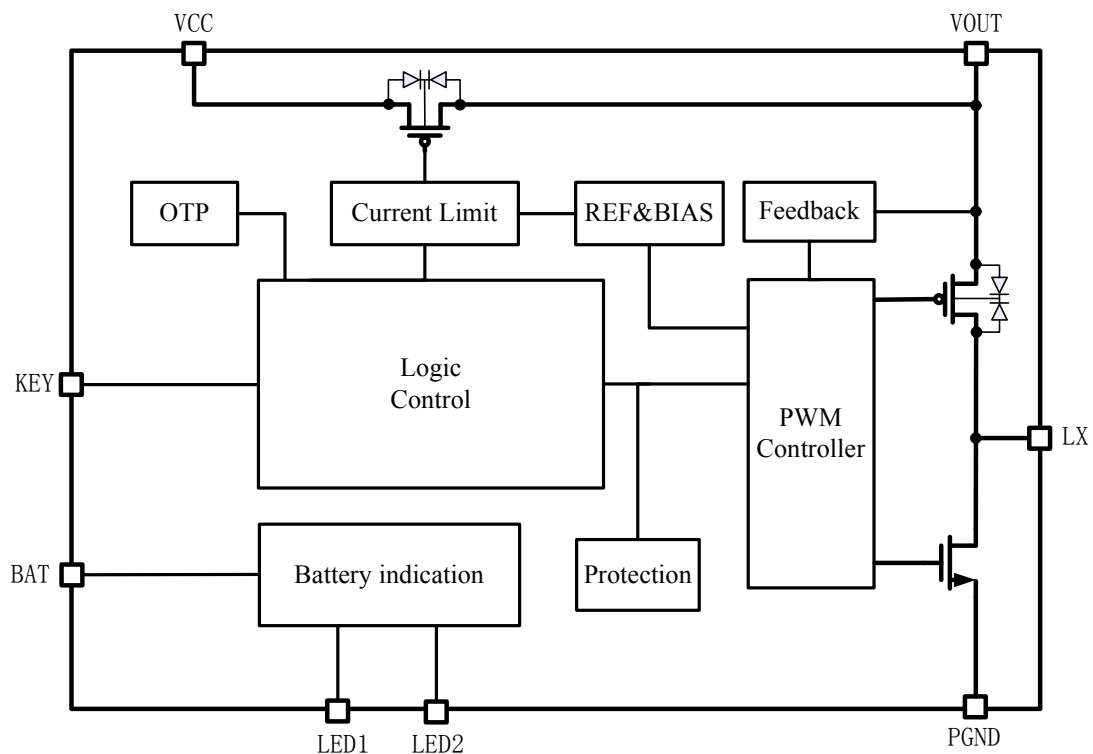 VCC
VOUT
OTP
Current Limit
REF&BIAS
Feedback
KEY
Logic
Control
PWM
Controller
LX
BAT
Battery indication
Protection
LED1
LED2
PGND